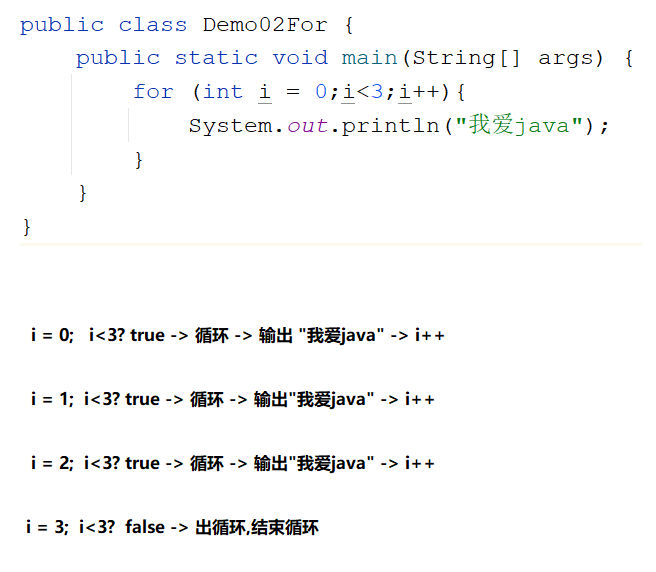 public class Demo02For {
public static void main(String[] args) {
for (int i = 0;i<3;i++){
System.out.println("我爱java");
}
}
}
i = 0; i<3? true -> 循环 -> 输出 "我爱java" -> i++
i = 1; i<3? true -> 循环 -> 输出"我爱java" -> i++
i = 2; i<3? true -> 循环 -> 输出"我爱java" -> i++
i = 3; i<3? false -> 出循环,结束循环